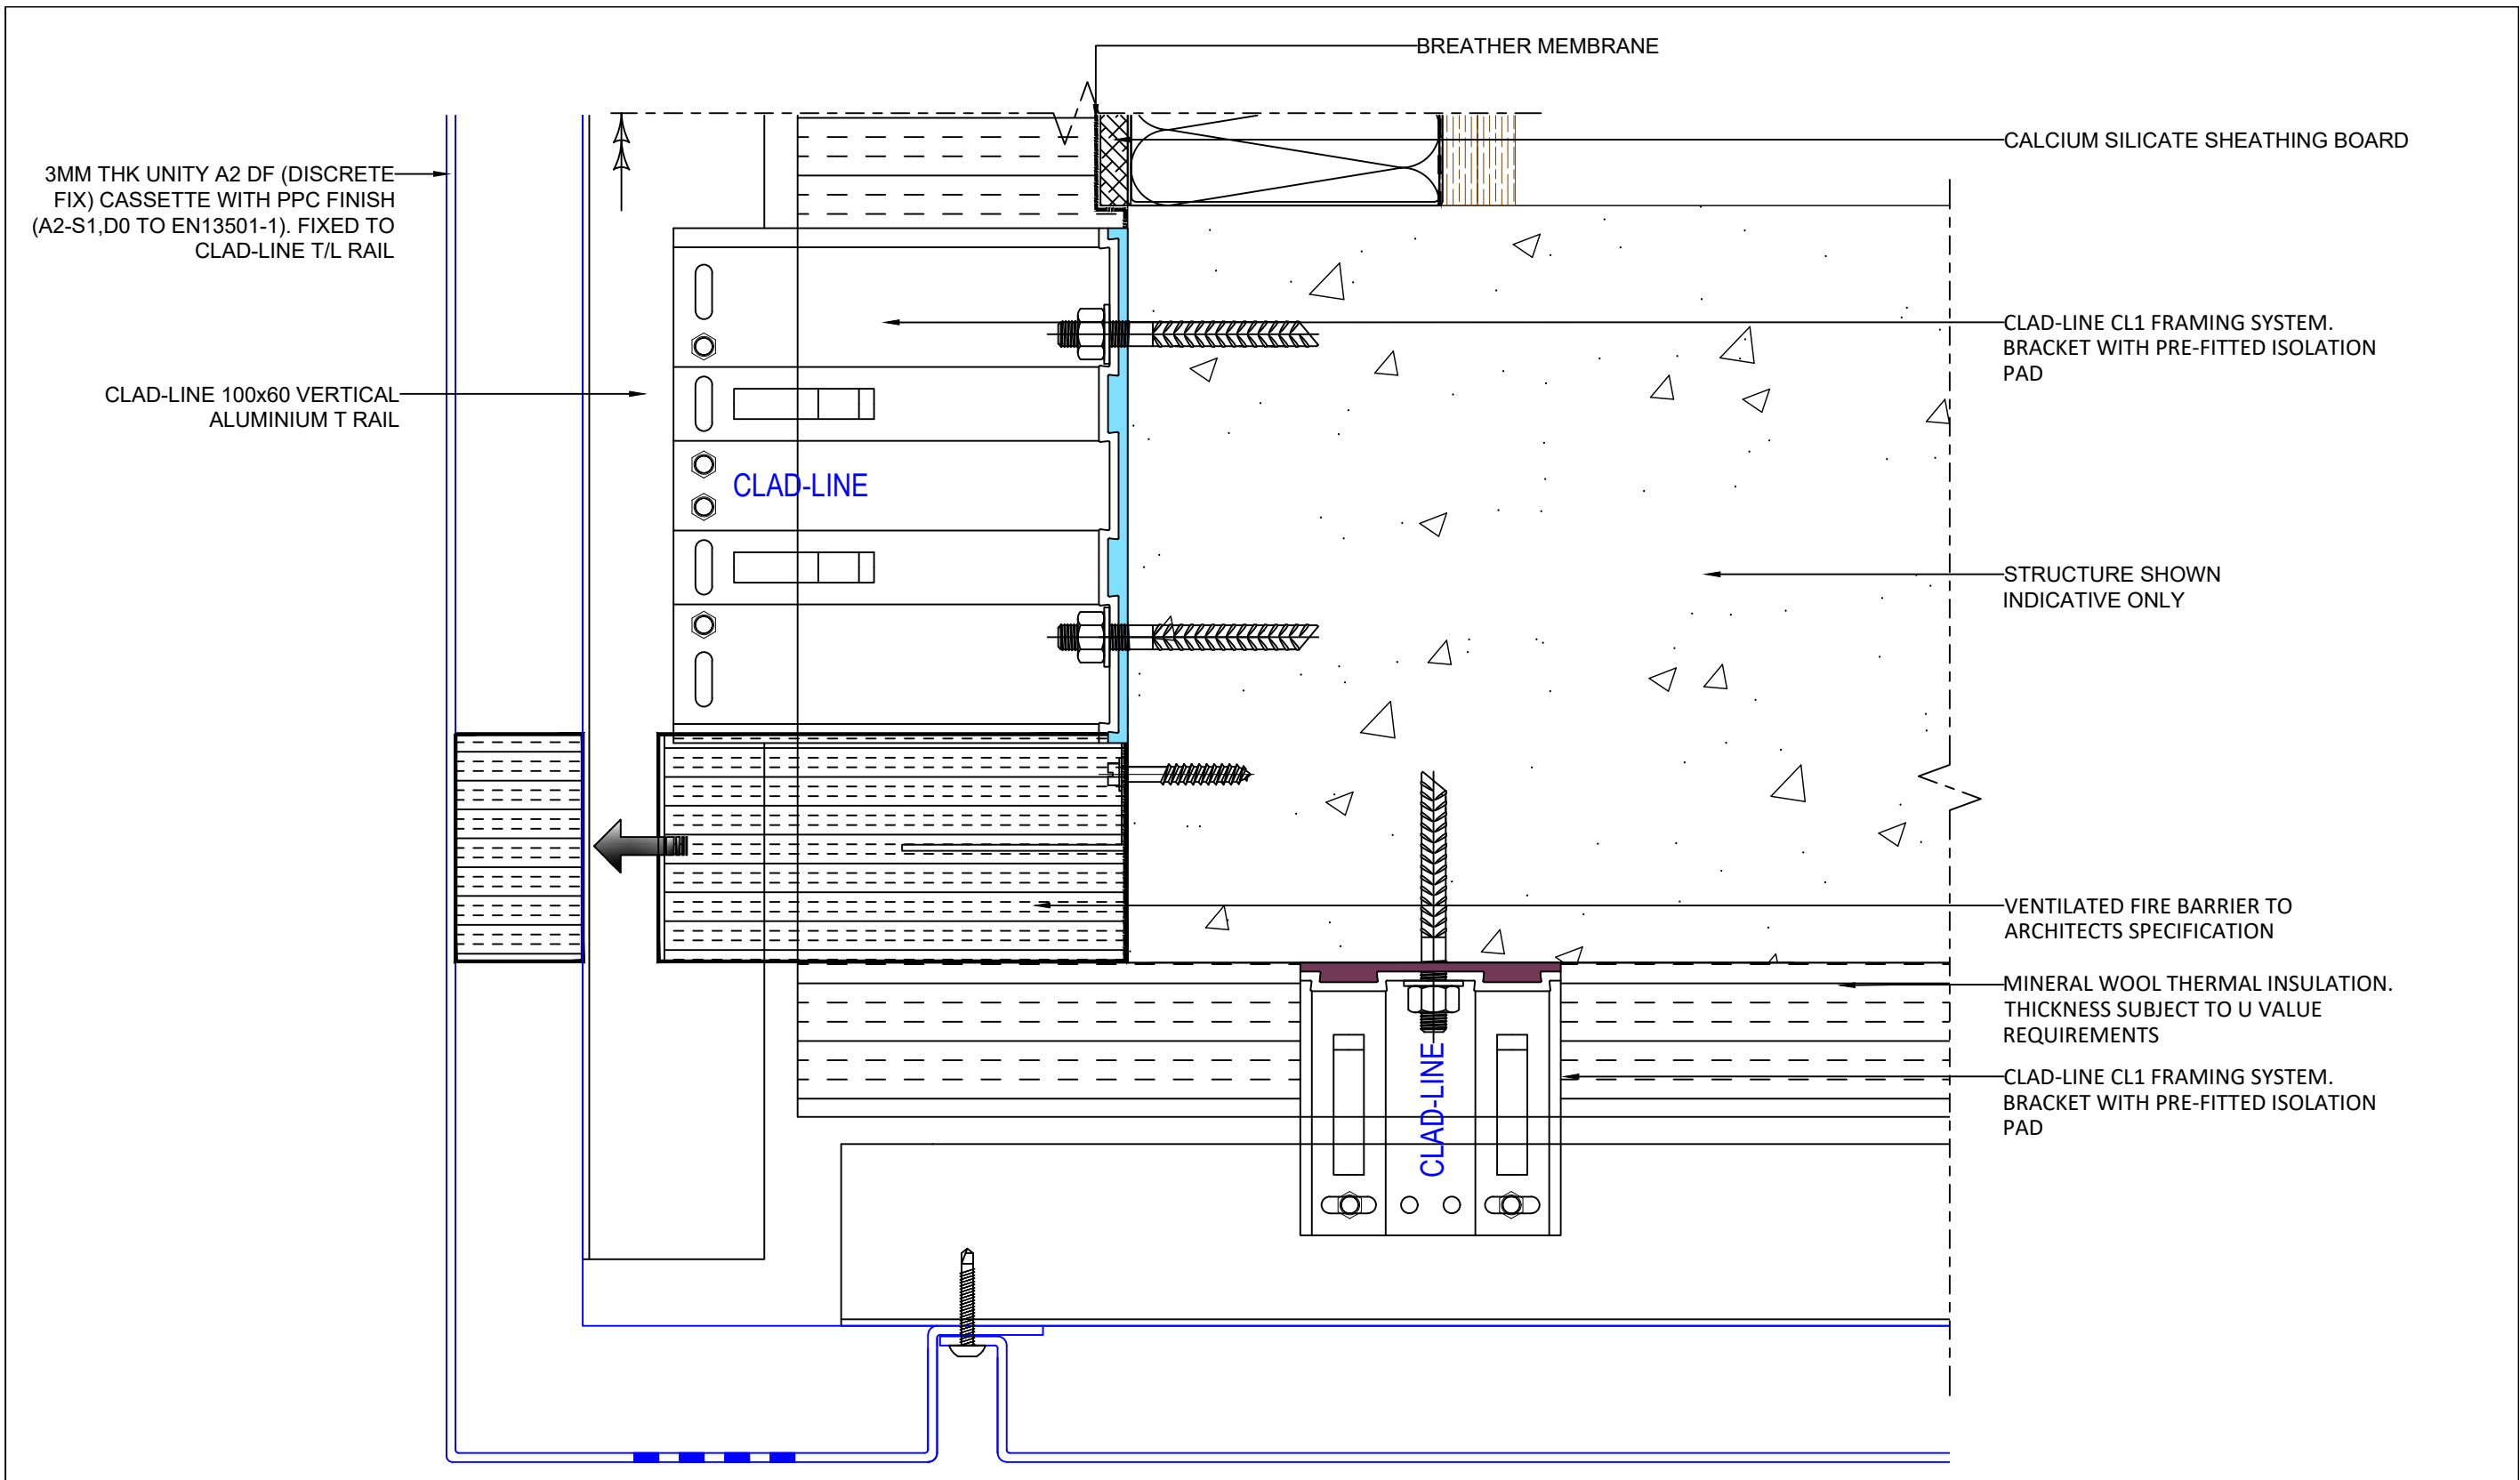 BREATHER MEMBRANE
CALCIUM SILICATE SHEATHING BOARD
3MM THK UNITY A2 DF (DISCRETE
FIX) CASSETTE WITH PPC FINISH
(A2-S1,D0 TO EN13501-1). FIXED TO
CLAD-LINE T/L RAIL
CLAD-LINE CL1 FRAMING SYSTEM.
BRACKET WITH PRE-FITTED ISOLATION
PAD
CLAD-LINE 100x60 VERTICAL
ALUMINIUM T RAIL
CLAD-LINE
STRUCTURE SHOWN
INDICATIVE ONLY
VENTILATED FIRE BARRIER TO
ARCHITECTS SPECIFICATION
MINERAL WOOL THERMAL INSULATION.
THICKNESS SUBJECT TO U VALUE
REQUIREMENTS
CLAD-LINE CL1 FRAMING SYSTEM.
BRACKET WITH PRE-FITTED ISOLATION
PAD
CLAD-LINE